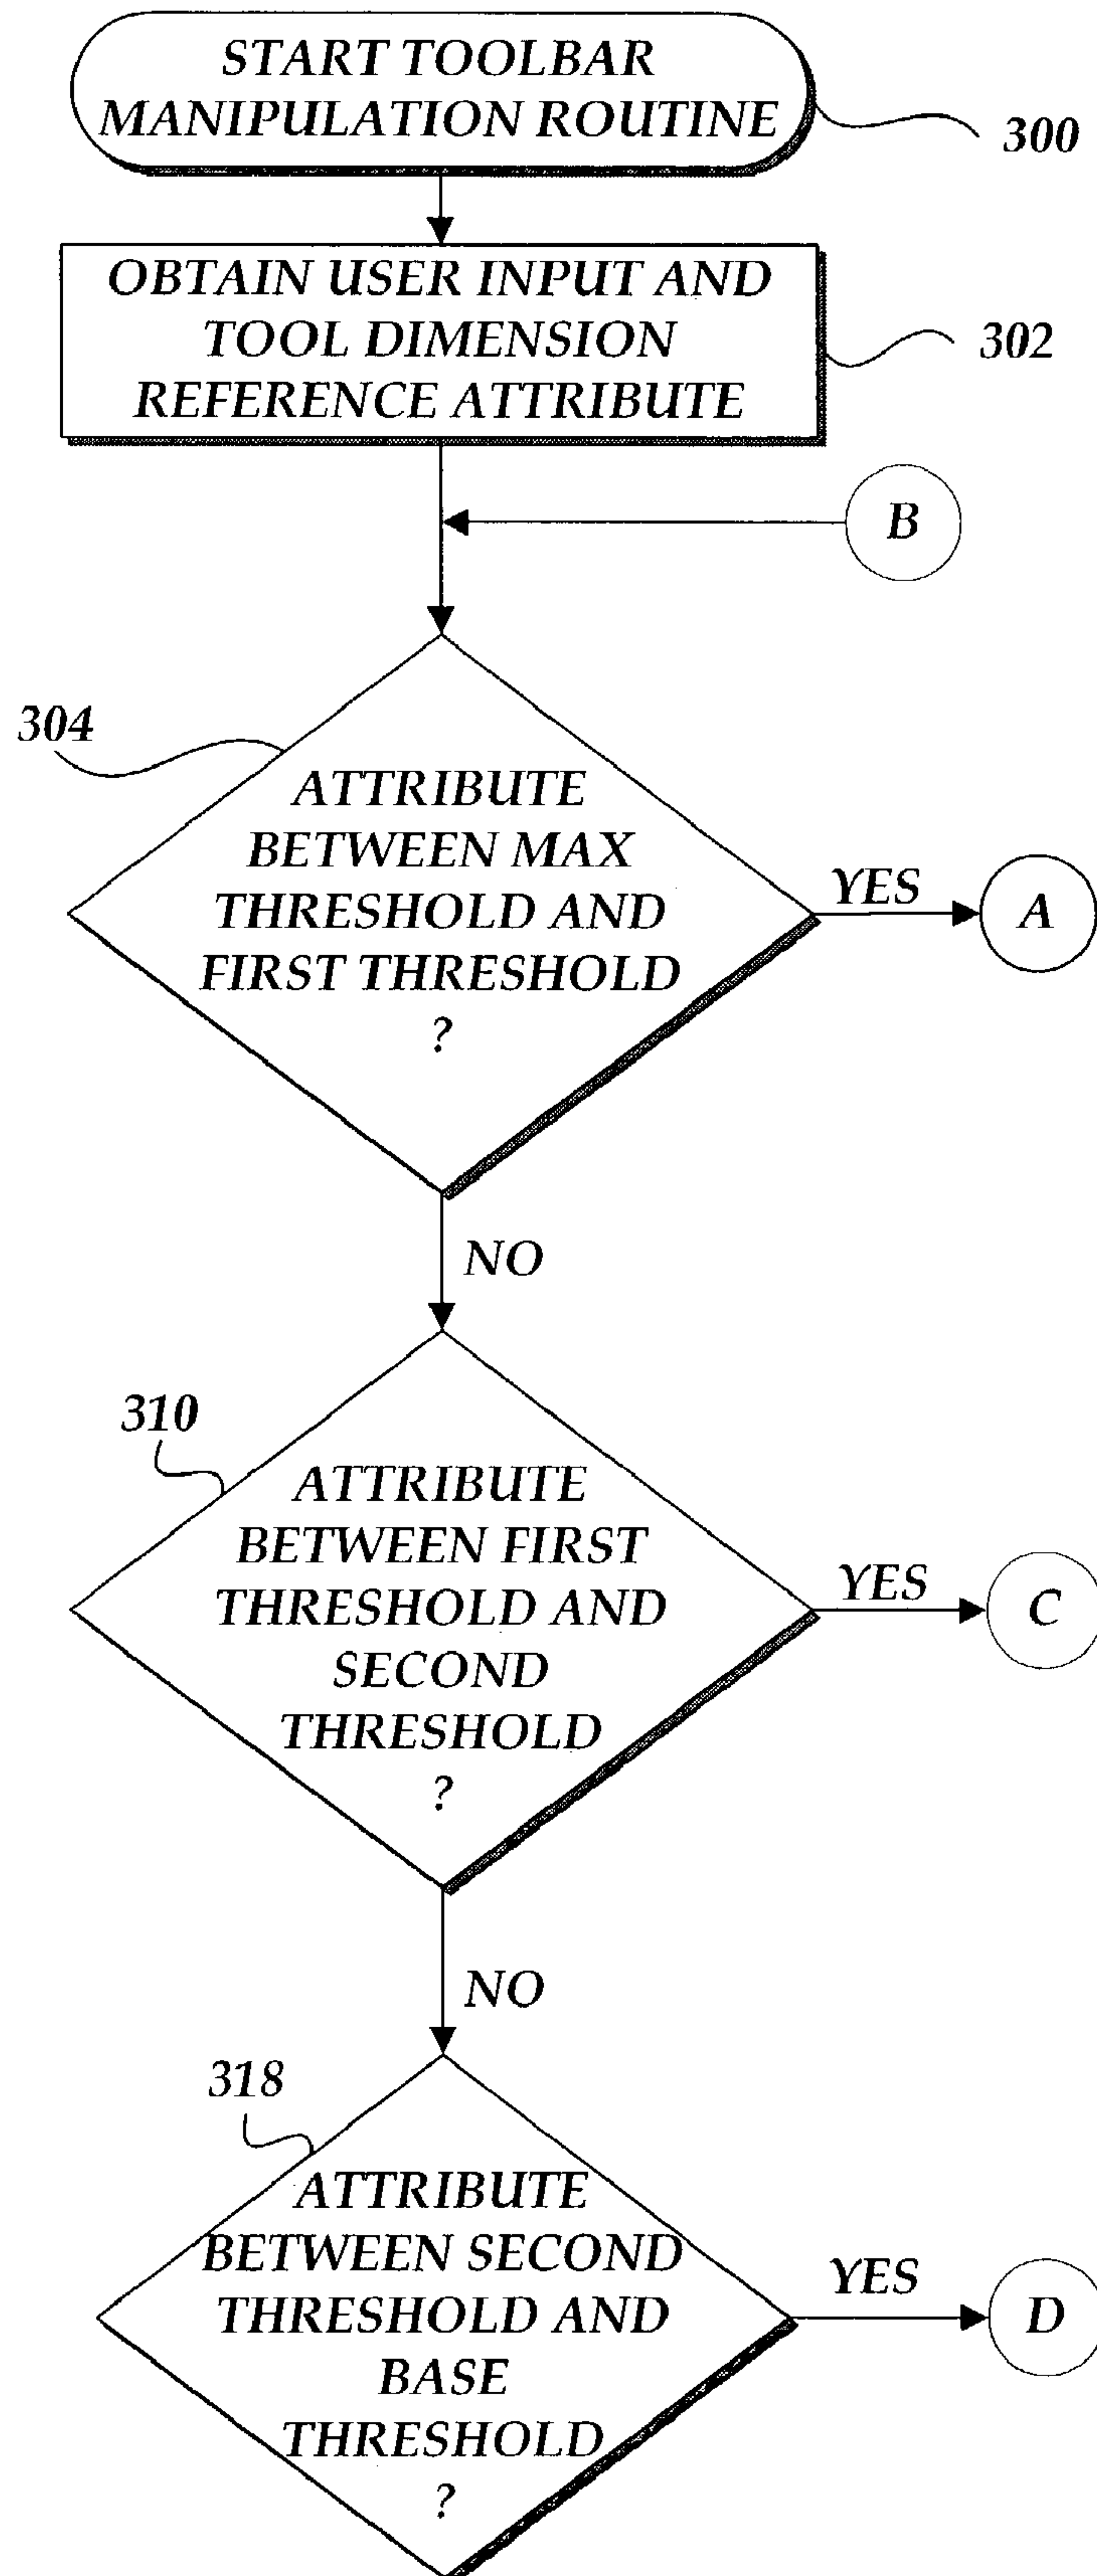 START TOOLBAR
MANIPULATION ROUTINE
300
OBTAIN USER INPUT AND
TOOL DIMENSION
REFERENCE ATTRIBUTE
302
B
304
ATTRIBUTE
BETWEEN MAX
THRESHOLD AND
FIRST THRESHOLD
?
YES
A
NO
310
ATTRIBUTE
BETWEEN FIRST
THRESHOLD AND
SECOND
THRESHOLD
?
YES
C
NO
318
ATTRIBUTE
BETWEEN SECOND
THRESHOLD AND
BASE
THRESHOLD
?
YES
D